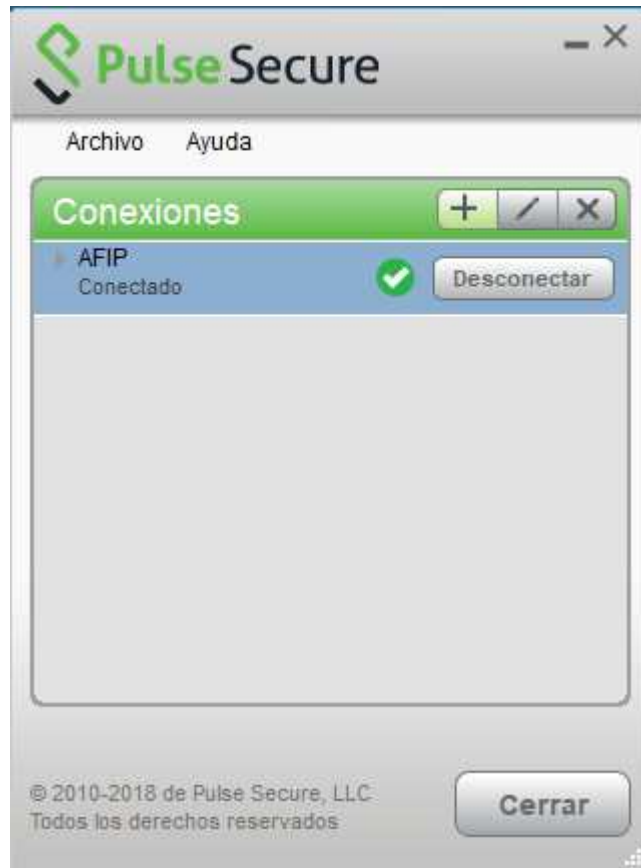 Pulse Secure
Archivo Ayuda
Conexiones
AFIP
Conectado
Desconectar
© 2010-2018 de Pulse Secure, LLC
Todos los derechos reservados
Cerrar